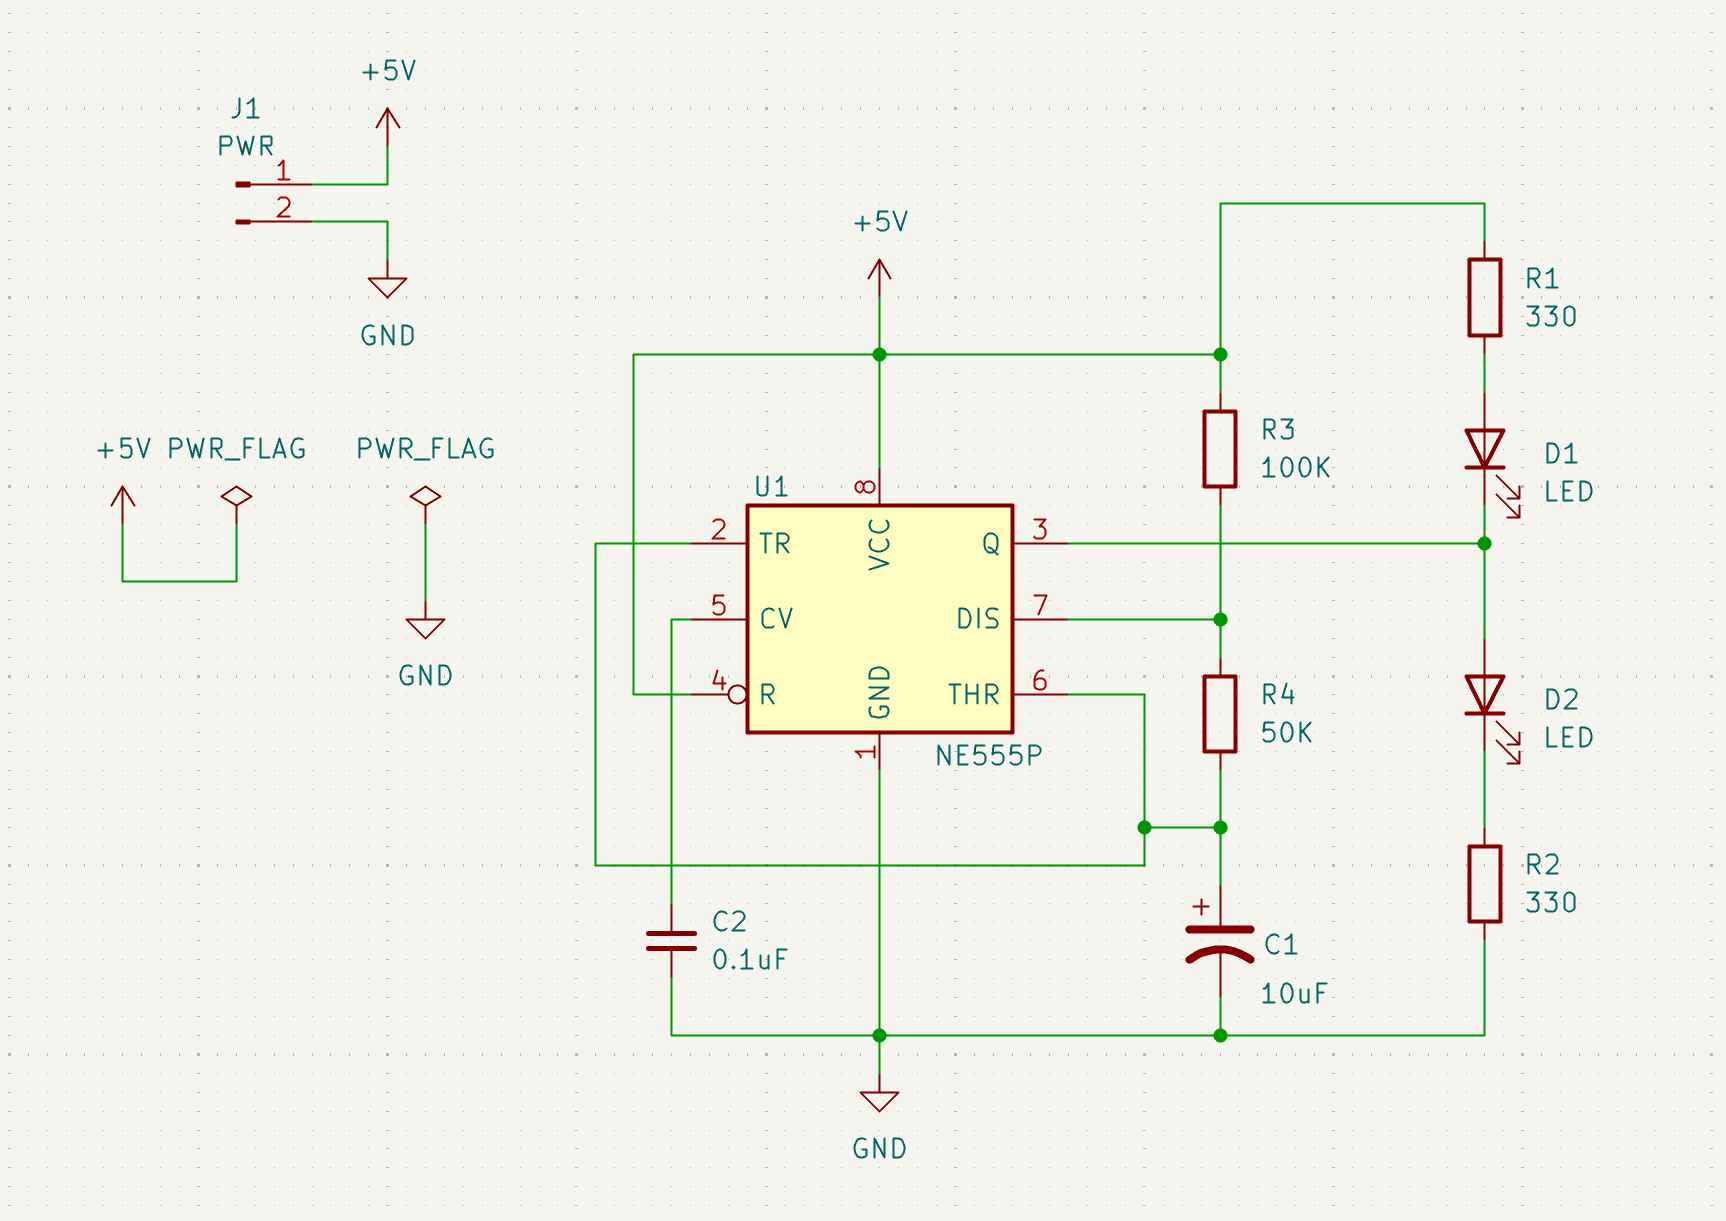 +5V
J1
PWR
1
2
GND
+5V PWR_FLAG
PWR_FLAG
GND
+5V
U1
8
2
TR
VCC
Q
3
5
CV
DIS
7
4
R
GND
THR
6
1
NE555P
R1
330
R3
100K
D1
LED
R4
50K
D2
LED
R2
330
C2
0.1uF
+
C1
10uF
GND